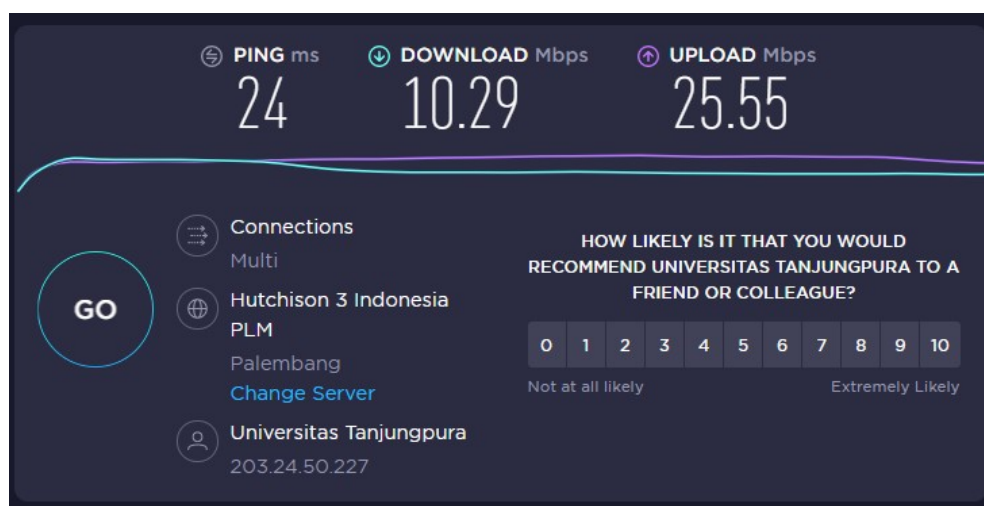 PING ms
24
DOWNLOAD Mbps
10.29
UPLOAD Mbps
25.55
GO
Connections
Multi
Hutchison 3 Indonesia
PLM
Palembang
Change Server
Universitas Tanjungpura
203.24.50.227
HOW LIKELY IS IT THAT YOU WOULD
RECOMMEND UNIVERSITAS TANJUNGPURA TO A
FRIEND OR COLLEAGUE?
0 1 2 3 4 5 6 7 8 9 10
Not at all likely Extremely Likely